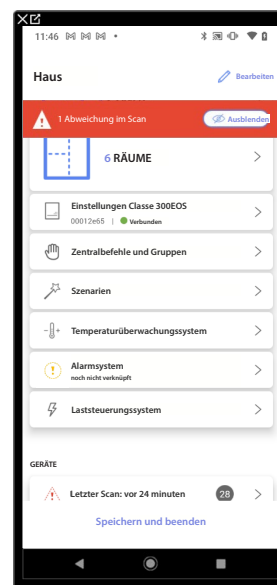 11:46
Haus
Bearbeiten
1 Abweichung im Scan
Ausblenden
6 RÄUME
Einstellungen Classe 300EOS
00012e65 | Verbunden
Zentralbefehle und Gruppen
Szenarien
Temperaturüberwachungssystem
Alarmsystem
noch nicht verknüpft
Laststeuerungssystem
GERÄTE
Letzter Scan: vor 24 minuten
28
Speichern und beenden